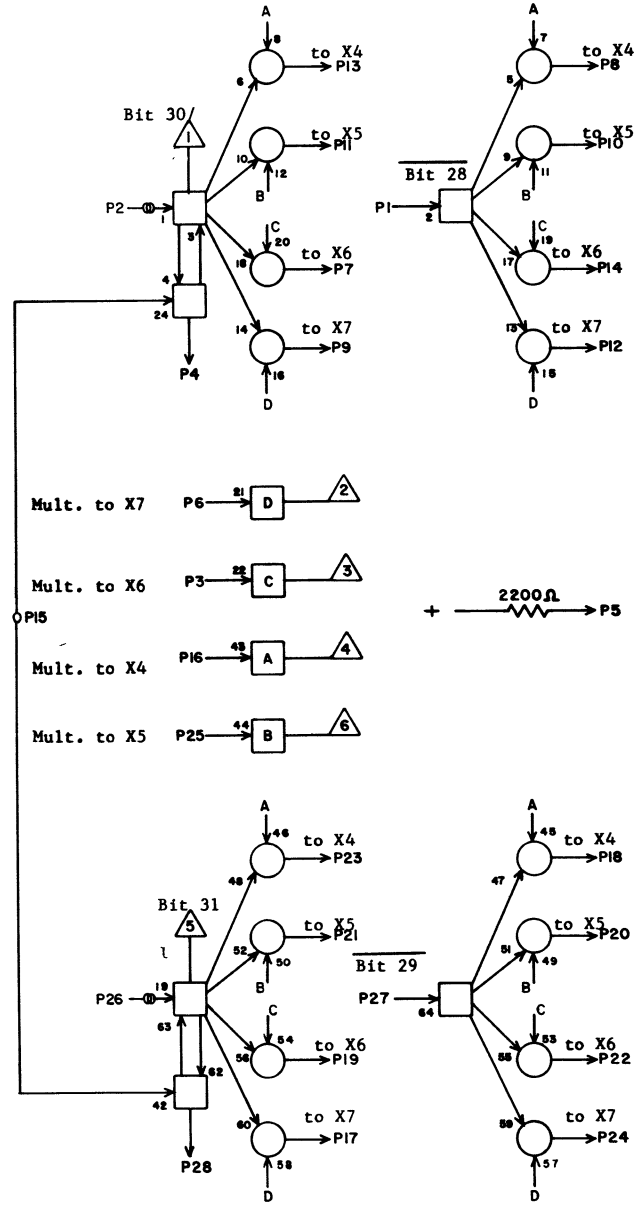 A
8
to X4
P13
6
Bit 30/
1
to X5
P11
10
12
B
P2
1
3
C
20
to X6
P7
18
4
24
P4
14
to X7
P9
16
D
A
7
to X4
P8
5
to X5
P10
9
11
B
Bit 28
P1
2
C
19
to X6
P14
17
13
to X7
P12
15
D
Mult. to X7
P6
21
D
2
Mult. to X6
P3
22
C
3
P15
+
2200Ω
P5
Mult. to X4
P16
43
A
4
Mult. to X5
P25
44
B
6
A
46
to X4
P23
48
Bit 31
5
to X5
P21
52
50
B
P26
19
63
62
C
54
to X6
P19
56
42
P28
60
to X7
P17
58
D
A
45
to X4
P18
47
to X5
P20
51
49
B
Bit 29
P27
64
C
53
to X6
P22
55
59
to X7
P24
57
D